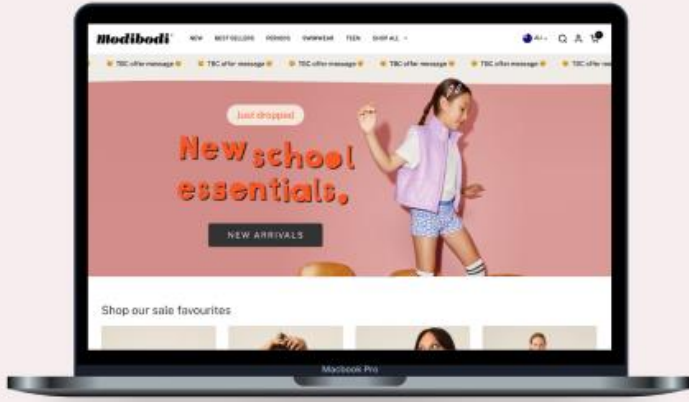 Modibodi
NEW BEST SELLERS PERIODS SWIMWEAR TEEN SHOP ALL
AU
TBC offer message TBC offer message TBC offer message TBC offer message TBC offer message TBC offer
Just dropped
New school
essentials.
NEW ARRIVALS
Shop our sale favourites
Macbook Pro